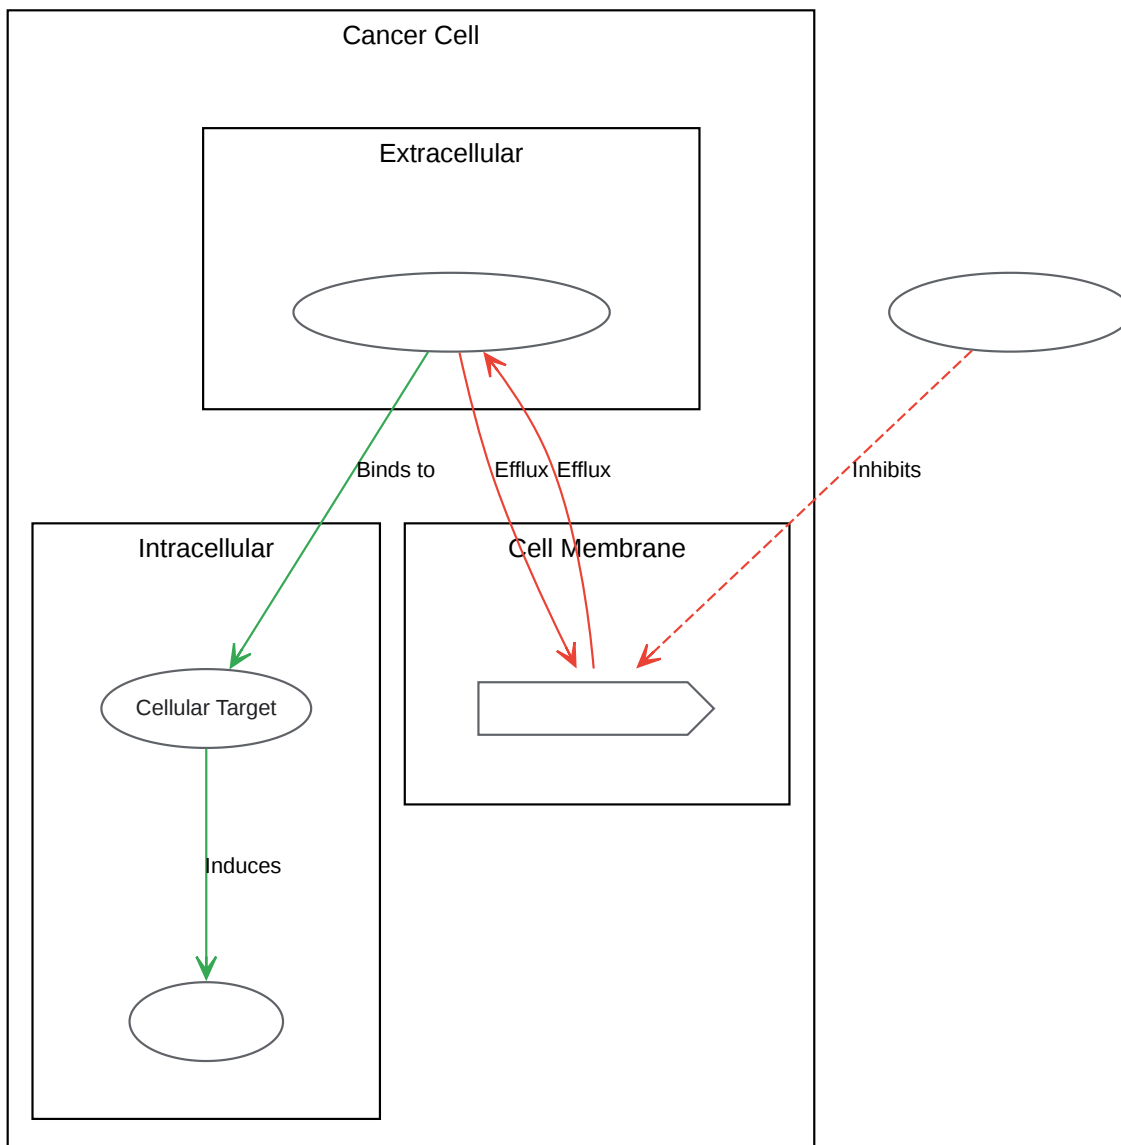 Cancer Cell
Extracellular
Binds to
Efflux
Efflux
Inhibits
Intracellular
Cell Membrane
Cellular Target
Induces